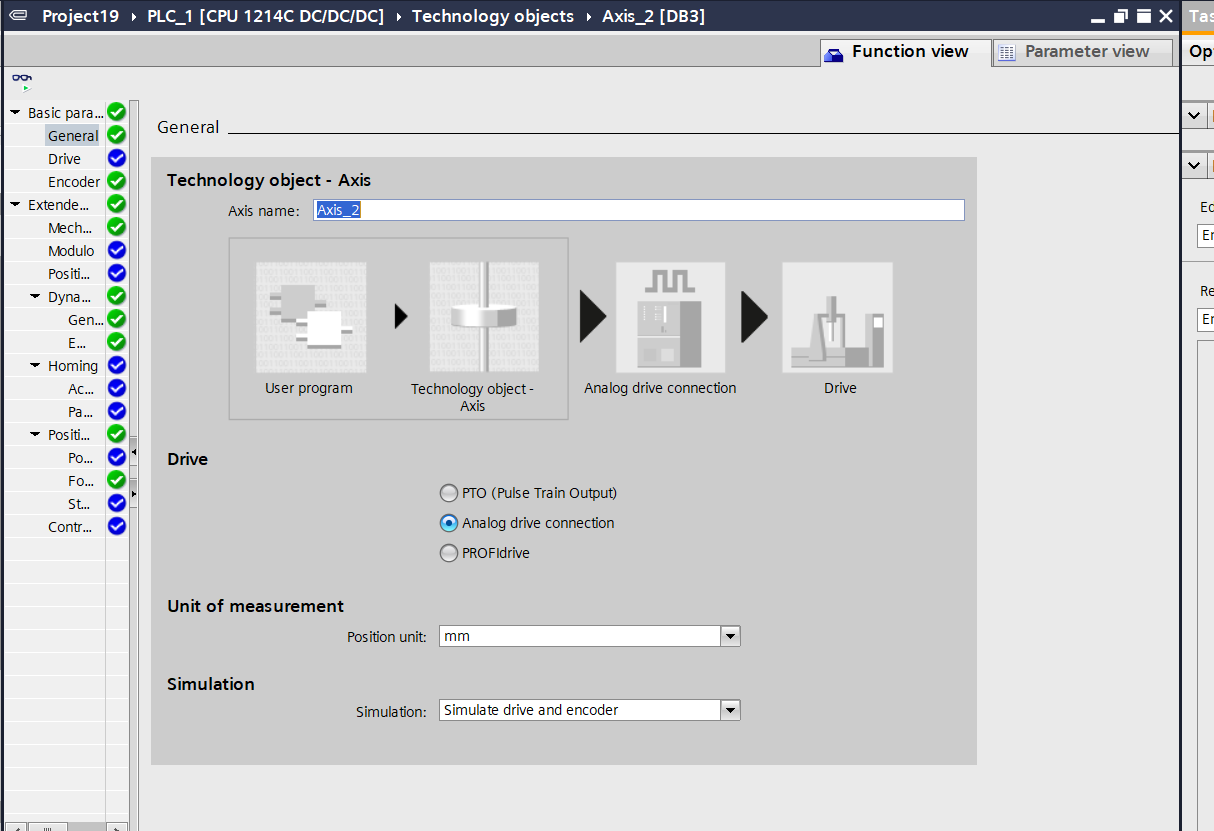 Project19 › PLC_1 [CPU 1214C DC/DC/DC] › Technology objects › Axis_2 [DB3]
Tas
Function view
Parameter view
Op
Basic para...
General
Drive
Encoder
Extende...
Mech...
Modulo
Positi...
Dyna...
Gen...
E...
Homing
Ac...
Pa...
Positi...
Po...
Fo...
St...
Contr...
General
Technology object - Axis
Axis name: Axis_2
User program
Technology object -
Axis
Analog drive connection
Drive
Drive
PTO (Pulse Train Output)
Analog drive connection
PROFIdrive
Unit of measurement
Position unit: mm
Simulation
Simulation: Simulate drive and encoder
Ed
Er
Re
Er